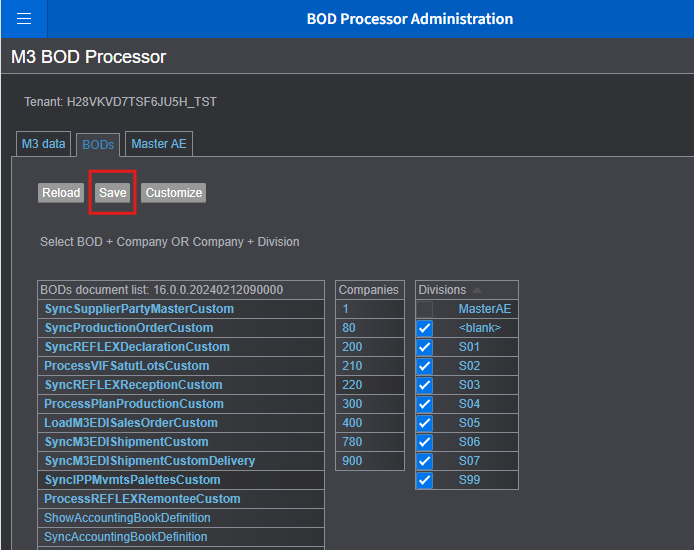 BOD Processor Administration
M3 BOD Processor
Tenant: H28VKVD7TSF6JU5H_TST
M3 data BODs Master AE
Reload Save Customize
Select BOD + Company OR Company + Division
BODs document list: 16.0.0.20240212090000 Companies Divisions
SyncSupplierPartyMasterCustom 1 MasterAE
SyncProductionOrderCustom 80 <blank>
SyncREFLEXDeclarationCustom 200 S01
ProcessVIFSatutLotsCustom 210 S02
SyncREFLEXReceptionCustom 220 S03
ProcessPlanProductionCustom 300 S04
LoadM3EDISalesOrderCustom 400 S05
SyncM3EDIShipmentCustom 780 S06
SyncM3EDIShipmentCustomDelivery 900 S07
SyncIPPMvmtsPalettesCustom S99
ProcessREFLEXRemonteeCustom
ShowAccountingBookDefinition
SyncAccountingBookDefinition